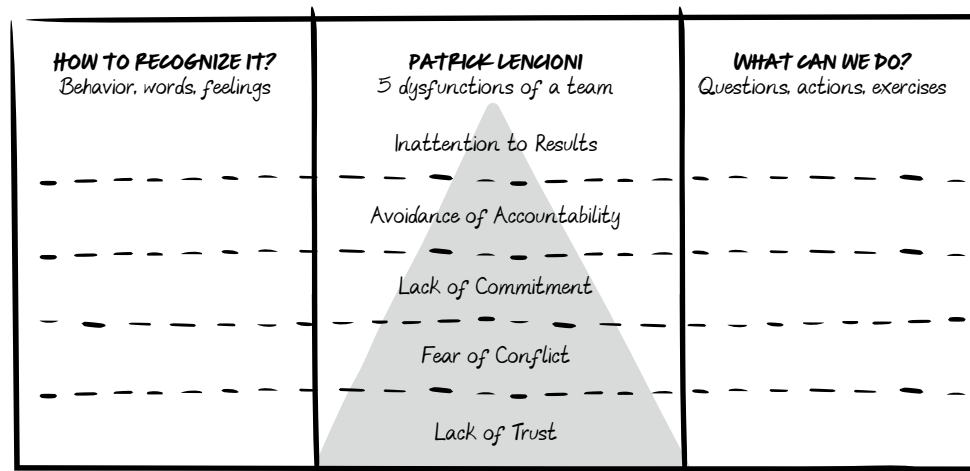 HOW TO RECOGNIZE IT?
Behavior, words, feelings
PATRICK LENCIONI
5 dysfunctions of a team
WHAT CAN WE DO?
Questions, actions, exercises
Inattention to Results
Avoidance of Accountability
Lack of Commitment
Fear of Conflict
Lack of Trust